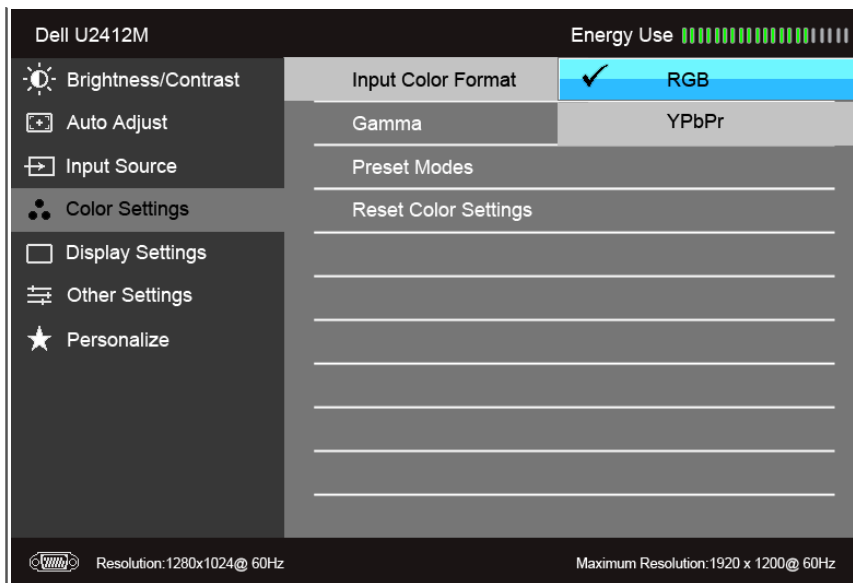 Dell U2412M
Energy Use
Brightness/Contrast
Auto Adjust
Input Source
Color Settings
Display Settings
Other Settings
Personalize
Input Color Format
Gamma
Preset Modes
Reset Color Settings
RGB
YPbPr
Resolution:1280x1024@ 60Hz
Maximum Resolution:1920 x 1200@ 60Hz